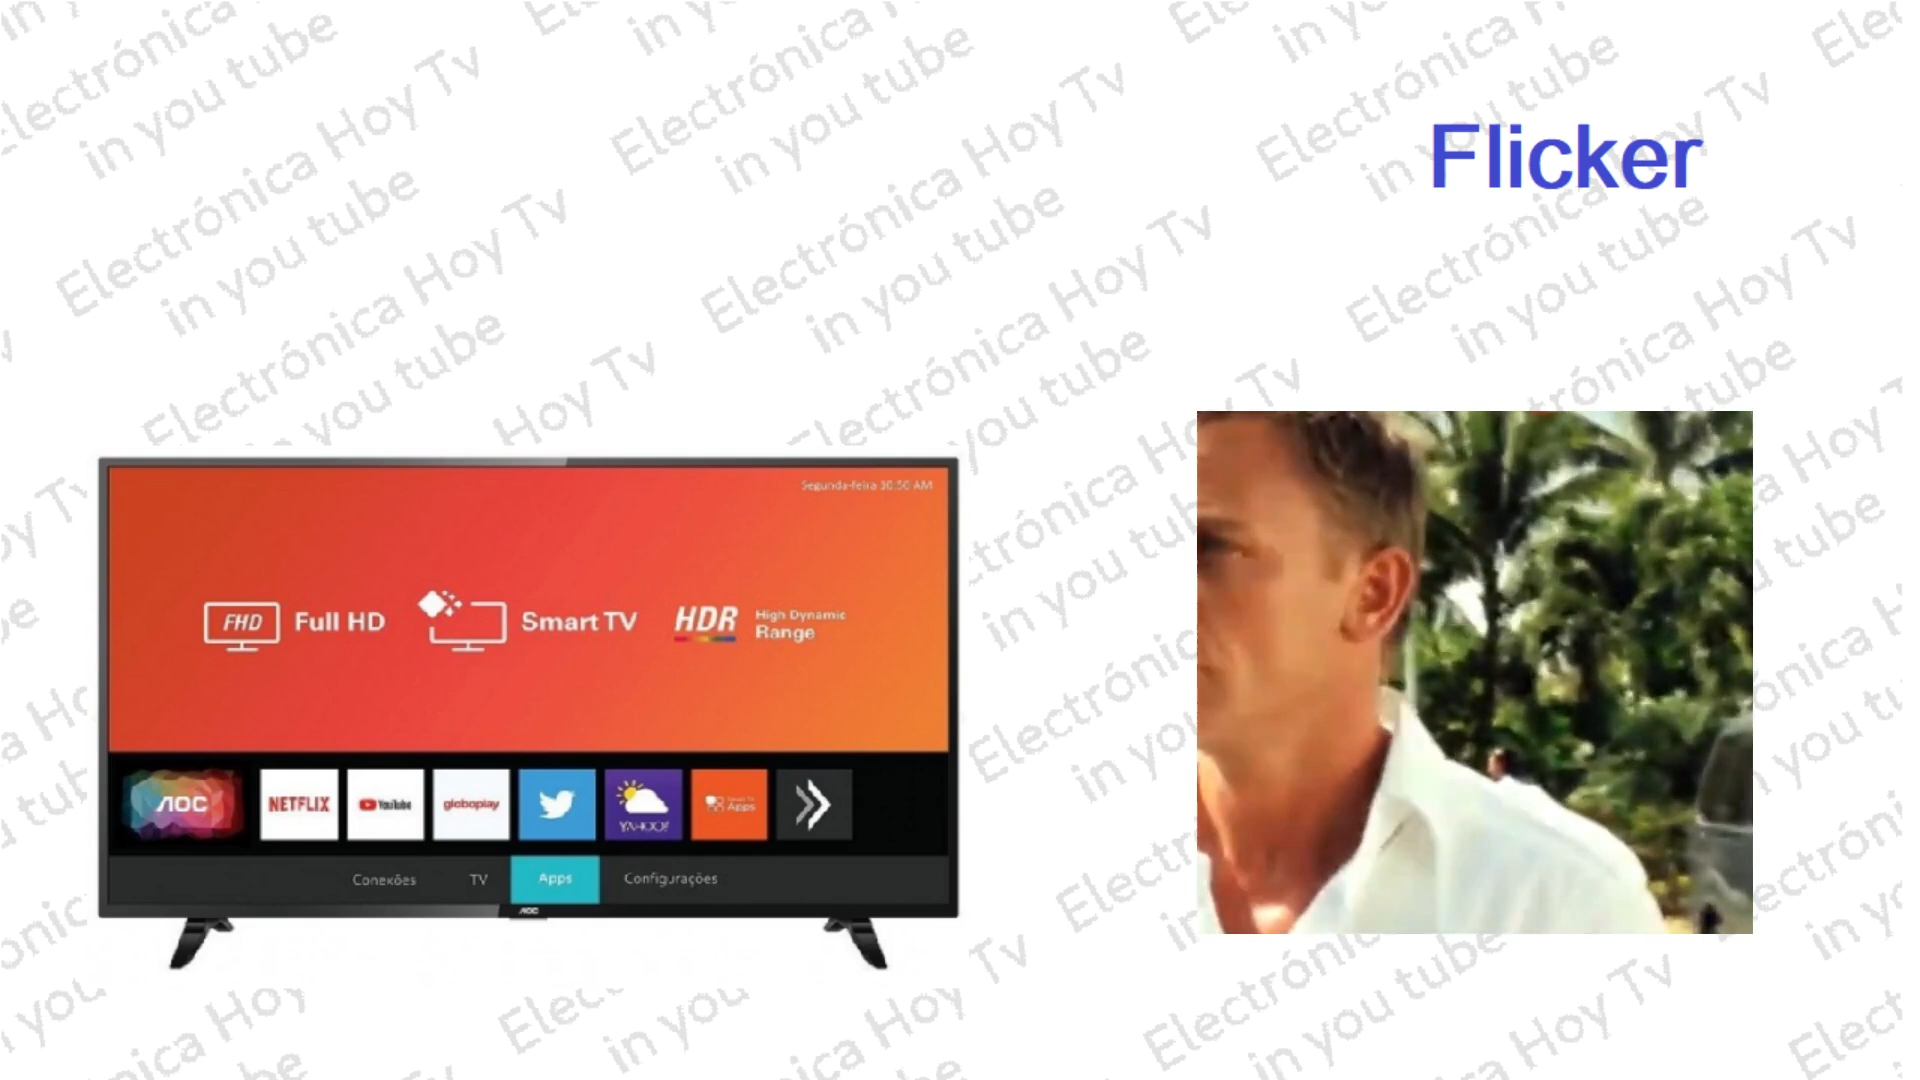 Electrónica Hoy Tv
in you tube
Flicker
Segunda-feira 10:50 AM
FHD Full HD Smart TV HDR High Dynamic
Range
AOC NETFLIX YouTube globoplay YAHOO! Apps
Conexões TV Apps Configurações
AOC